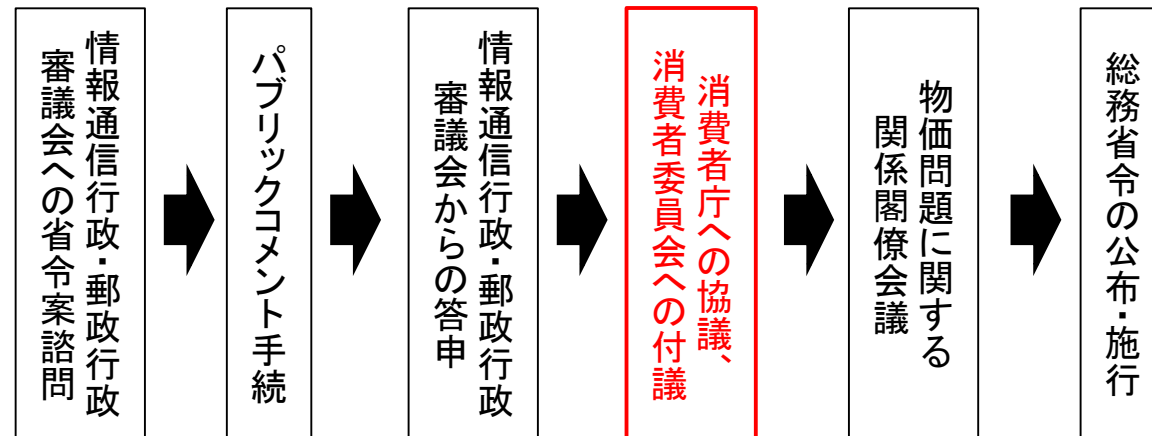 情報通信行政・郵政行政
審議会への省令案諮問
パブリックコメント手続
情報通信行政・郵政行政
審議会からの答申
消費者庁への協議、
消費者委員会への付議
物価問題に関する
関係閣僚会議
総務省令の公布・施行